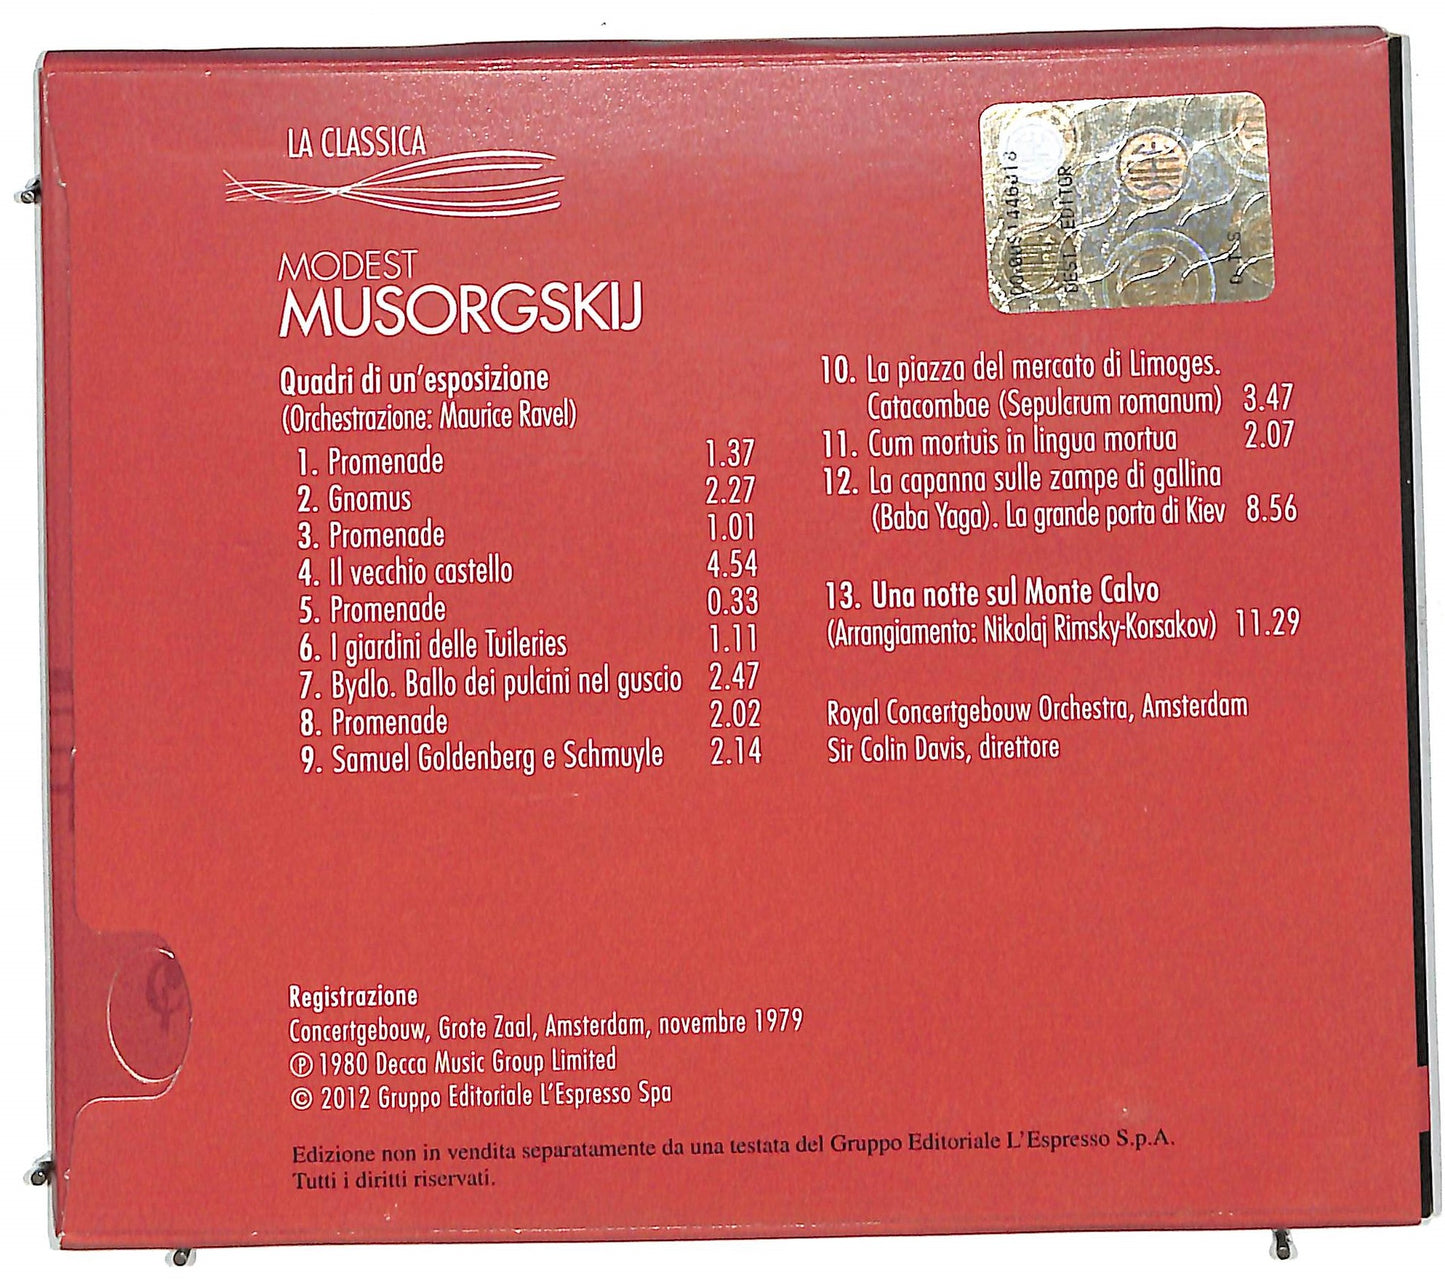 LA CLASSICA
MODEST
MUSORGSKIJ
Quadri di un'esposizione
(Orchestrazione: Maurice Ravel)
1. Promenade 1.37
2. Gnomus 2.27
3. Promenade 1.01
4. Il vecchio castello 4.54
5. Promenade 0.33
6. I giardini delle Tuileries 1.11
7. Bydlo. Ballo dei pulcini nel guscio 2.47
8. Promenade 2.02
9. Samuel Goldenberg e Schmuyle 2.14
10. La piazza del mercato di Limoges.
Catacombae (Sepulcrum romanum) 3.47
11. Cum mortuis in lingua mortua 2.07
12. La capanna sulle zampe di gallina
(Baba Yaga). La grande porta di Kiev 8.56
13. Una notte sul Monte Calvo
(Arrangiamento: Nikolaj Rimsky-Korsakov) 11.29
Royal Concertgebouw Orchestra, Amsterdam
Sir Colin Davis, direttore
SIAE
DEST. EDITOR
D.T.S
Registrazione
Concertgebouw, Grote Zaal, Amsterdam, novembre 1979
℗ 1980 Decca Music Group Limited
© 2012 Gruppo Editoriale L'Espresso Spa
Edizione non in vendita separatamente da una testata del Gruppo Editoriale L'Espresso S.p.A.
Tutti i diritti riservati.